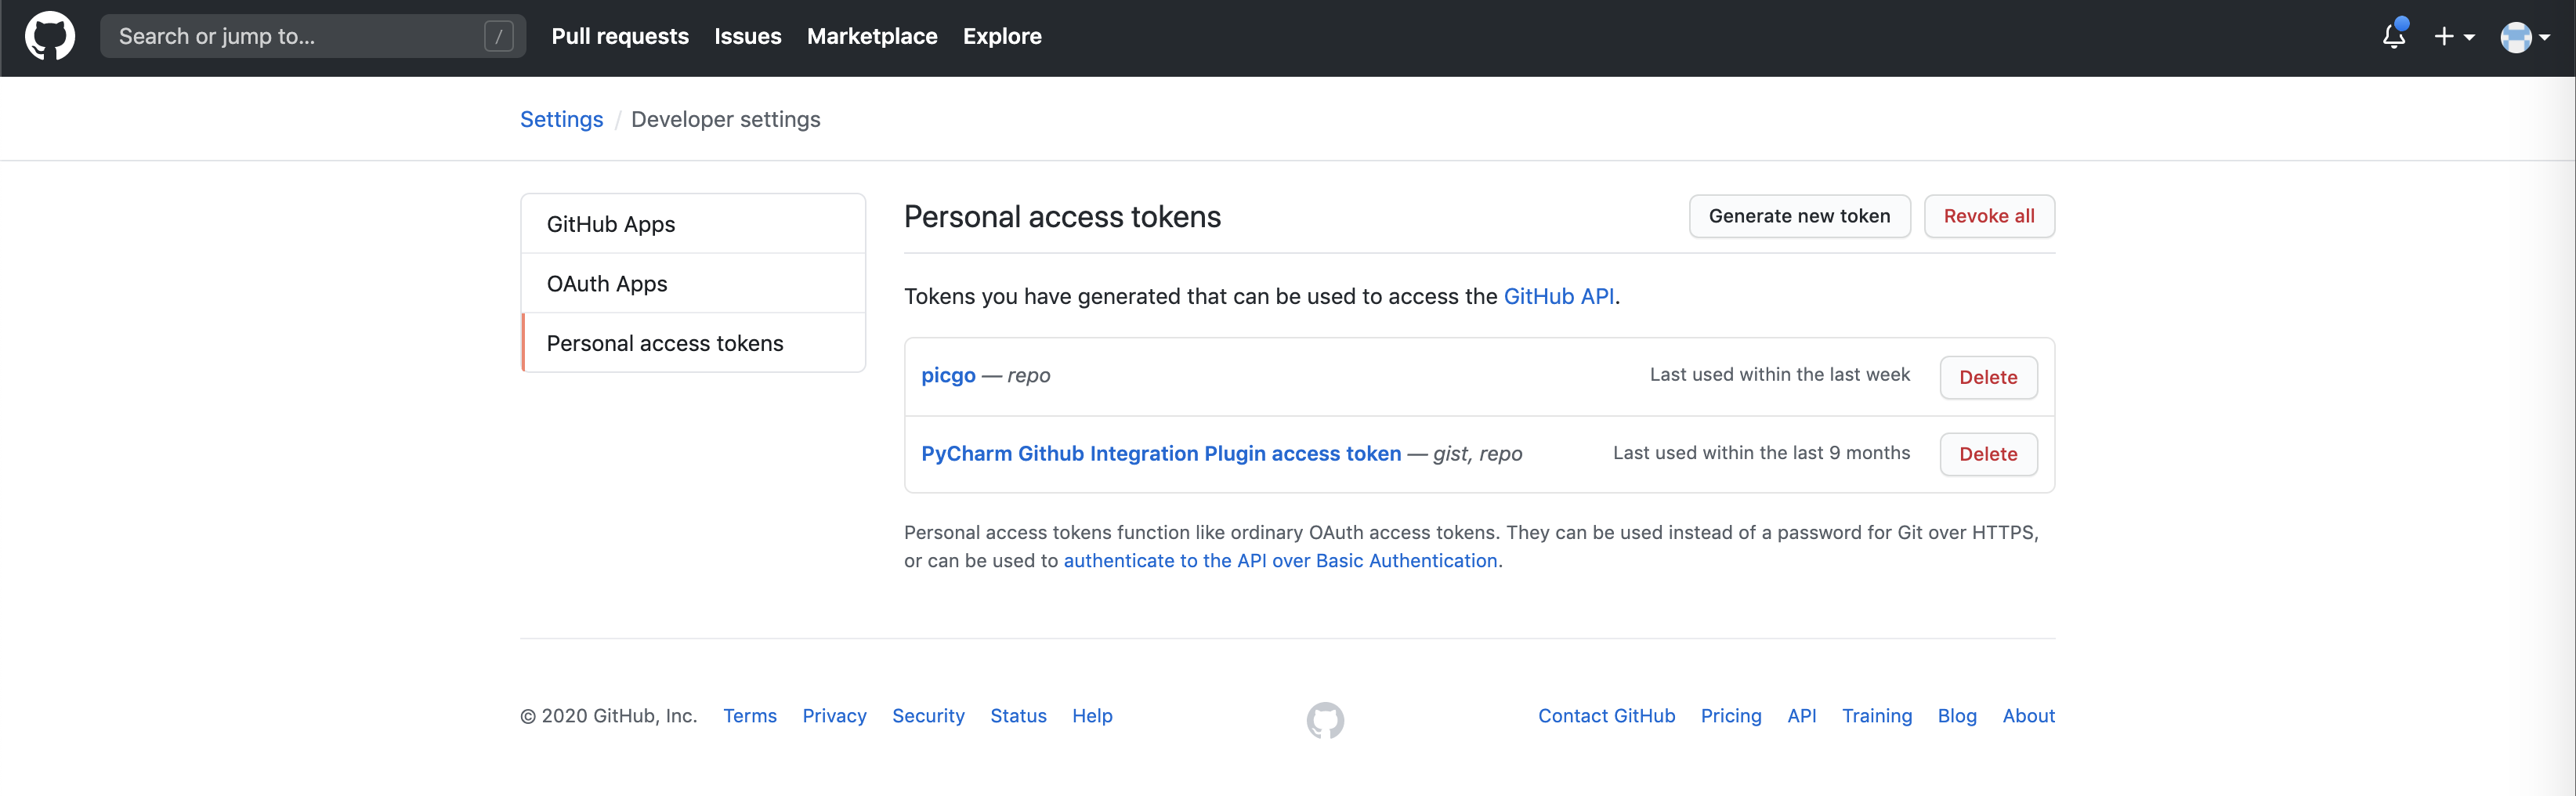 Search or jump to... /
Pull requests Issues Marketplace Explore
Settings / Developer settings
GitHub Apps
OAuth Apps
Personal access tokens
Personal access tokens
Generate new token
Revoke all
Tokens you have generated that can be used to access the GitHub API.
picgo — repo
Last used within the last week
Delete
PyCharm Github Integration Plugin access token — gist, repo
Last used within the last 9 months
Delete
Personal access tokens function like ordinary OAuth access tokens. They can be used instead of a password for Git over HTTPS,
or can be used to authenticate to the API over Basic Authentication.
© 2020 GitHub, Inc. Terms Privacy Security Status Help
Contact GitHub Pricing API Training Blog About